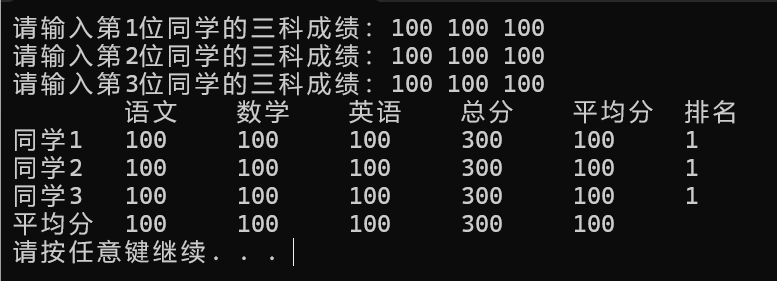 请输入第1位同学的三科成绩: 100 100 100
请输入第2位同学的三科成绩: 100 100 100
请输入第3位同学的三科成绩: 100 100 100
语文 数学 英语 总分 平均分 排名
同学1 100 100 100 300 100 1
同学2 100 100 100 300 100 1
同学3 100 100 100 300 100 1
平均分 100 100 100 300 100
请按任意键继续. . .